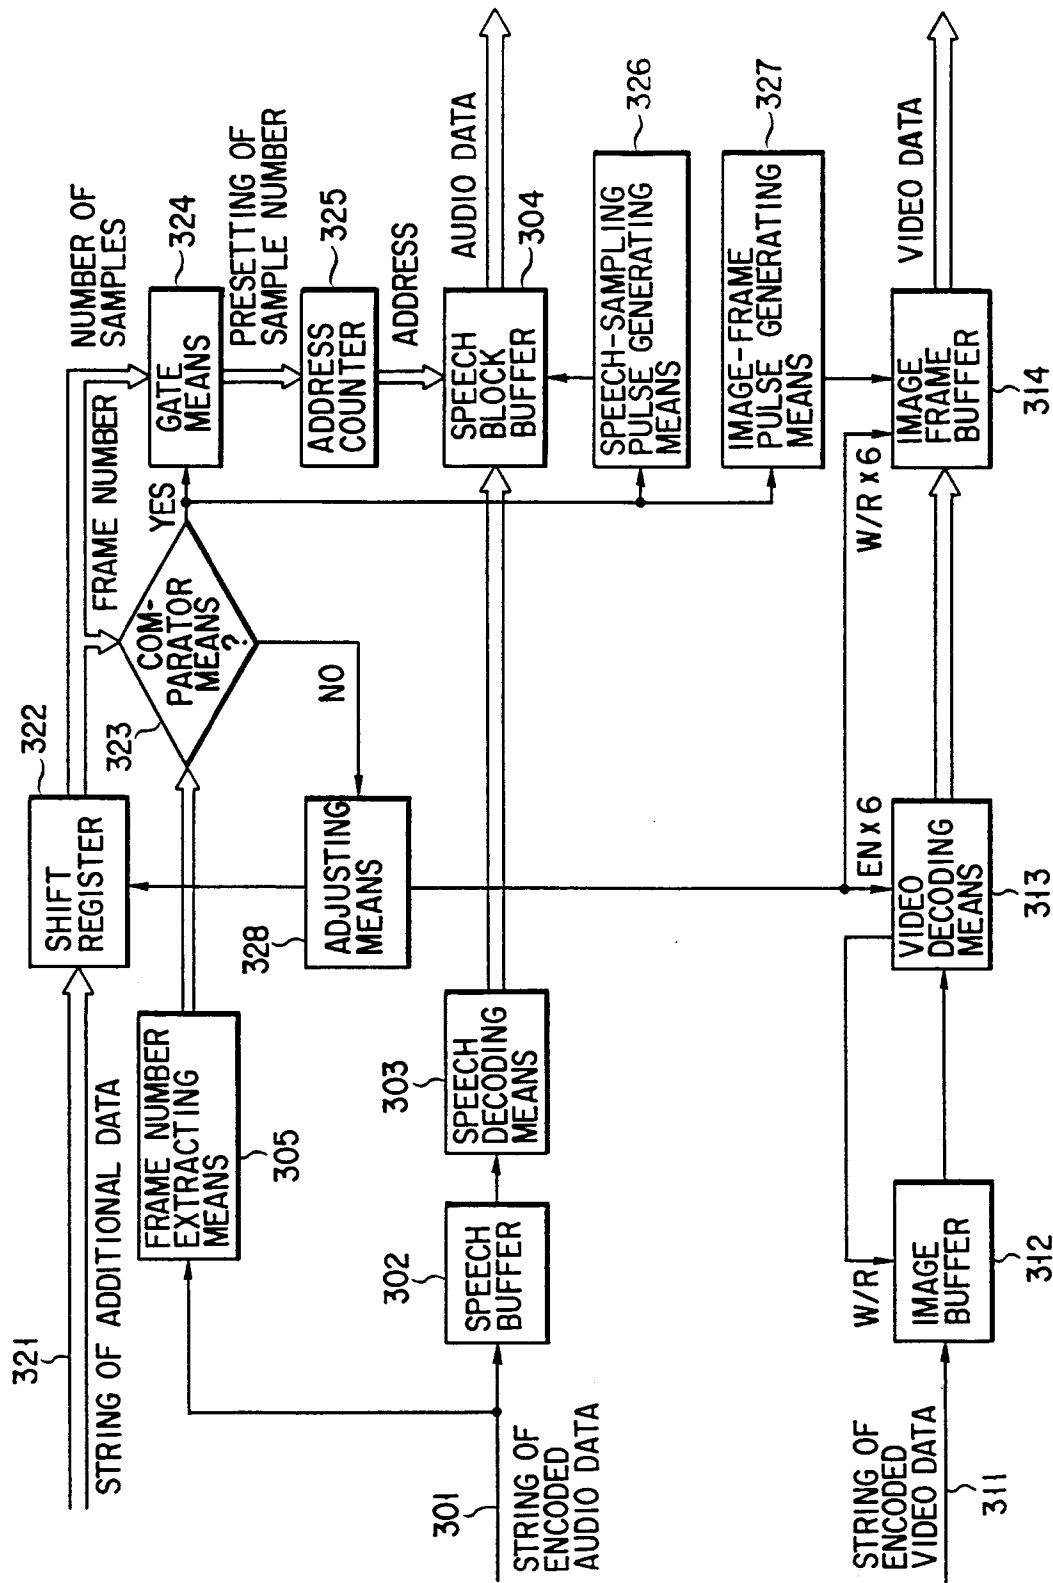 321
STRING OF ADDITIONAL DATA
SHIFT
REGISTER
322
NUMBER OF
SAMPLES
FRAME NUMBER
FRAME NUMBER
EXTRACTING
MEANS
305
323
COM-
PARATOR
MEANS
?
YES
NO
GATE
MEANS
324
PRESETTING OF
SAMPLE NUMBER
ADDRESS
COUNTER
325
ADDRESS
328
ADJUSTING
MEANS
301
STRING OF
ENCODED
AUDIO DATA
302
SPEECH
BUFFER
303
SPEECH
DECODING
MEANS
SPEECH
BLOCK
BUFFER
304
AUDIO DATA
SPEECH-SAMPLING
PULSE GENERATING
MEANS
326
IMAGE-FRAME
PULSE GENERATING
MEANS
327
STRING OF
ENCODED
VIDEO DATA
311
W/R
IMAGE
BUFFER
312
EN x 6
VIDEO
DECODING
MEANS
313
W/R x 6
IMAGE
FRAME
BUFFER
314
VIDEO DATA